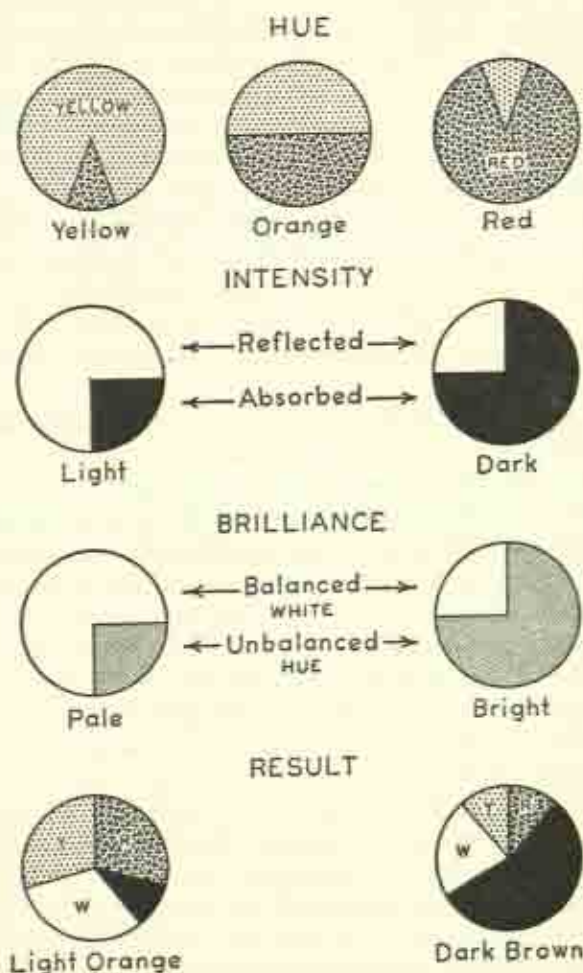 HUE
YELLOW
RED
Yellow
Orange
Red
INTENSITY
Reflected
Absorbed
Light
Dark
BRILLIANCE
Balanced
WHITE
Unbalanced
HUE
Pale
Bright
RESULT
Y R
W
Y R
W
Light Orange
Dark Brown